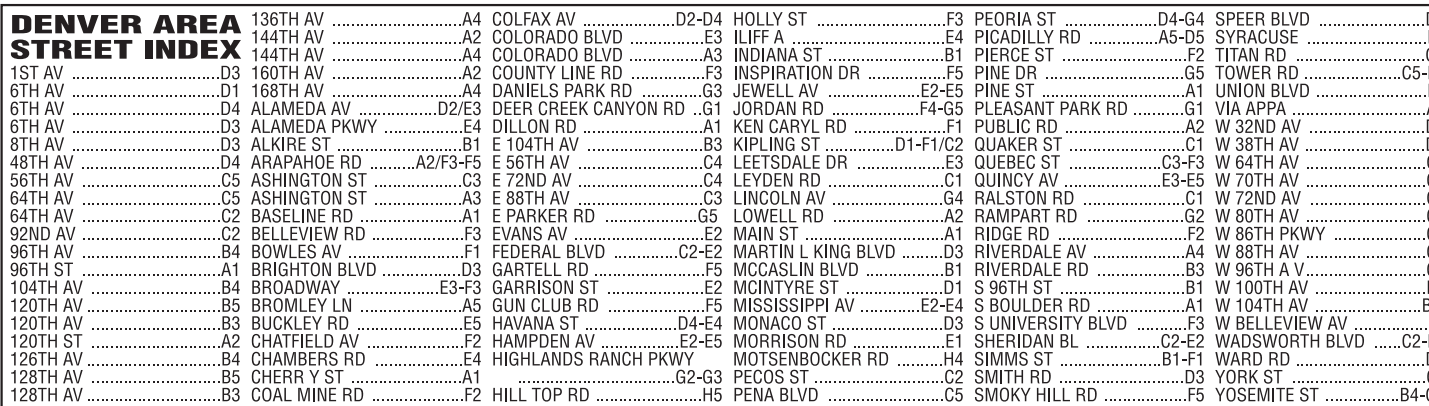 DENVER AREA
STREET INDEX
1ST AV ..... D3
6TH AV ..... D1
6TH AV ..... D4
6TH AV ..... D3
8TH AV ..... D3
48TH AV ..... D4
56TH AV ..... C5
64TH AV ..... C5
64TH AV ..... C2
92ND AV ..... C2
96TH AV ..... B4
96TH ST ..... A1
104TH AV ..... B4
120TH AV ..... B5
120TH AV ..... B3
120TH ST ..... A2
126TH AV ..... B4
128TH AV ..... B5
128TH AV ..... B3
136TH AV ..... A4
144TH AV ..... A2
144TH AV ..... A4
160TH AV ..... A2
168TH AV ..... A4
ALAMEDA AV ..... D2/E3
ALAMEDA PKWY ..... E4
ALKIRE ST ..... B1
ARAPAHOE RD ..... A2/F3-F5
ASHINGTON ST ..... C3
ASHINGTON ST ..... A3
BASELINE RD ..... A1
BELLEVIEW RD ..... F3
BOWLES AV ..... F1
BRIGHTON BLVD ..... D3
BROADWAY ..... E3-F3
BROMLEY LN ..... A5
BUCKLEY RD ..... E5
CHATFIELD AV ..... F2
CHAMBERS RD ..... E4
CHERR Y ST ..... A1
COAL MINE RD ..... F2
COLFAX AV ..... D2-D4
COLORADO BLVD ..... E3
COLORADO BLVD ..... A3
COUNTY LINE RD ..... F3
DANIELS PARK RD ..... G3
DEER CREEK CANYON RD ..G1
DILLON RD ..... A1
E 104TH AV ..... B3
E 56TH AV ..... C4
E 72ND AV ..... C4
E 88TH AV ..... C3
E PARKER RD ..... G5
EVANS AV ..... E2
FEDERAL BLVD ..... C2-E2
GARTELL RD ..... F5
GARRISON ST ..... E2
GUN CLUB RD ..... F5
HAVANA ST ..... D4-E4
HAMPDEN AV ..... E2-E5
HIGHLANDS RANCH PKWY
..... G2-G3
HILL TOP RD ..... H5
HOLLY ST ..... F3
ILIFF A ..... E4
INDIANA ST ..... B1
INSPIRATION DR ..... F5
JEWELL AV ..... E2-E5
JORDAN RD ..... F4-G5
KEN CARYL RD ..... F1
KIPLING ST ..... D1-F1/C2
LEETSDALE DR ..... E3
LEYDEN RD ..... C1
LINCOLN AV ..... G4
LOWELL RD ..... A2
MAIN ST ..... A1
MARTIN L KING BLVD ..... D3
MCCASLIN BLVD ..... B1
MCINTYRE ST ..... D1
MISSISSIPPI AV ..... E2-E4
MONACO ST ..... D3
MORRISON RD ..... E1
MOTSENBOCKER RD ..... H4
PECOS ST ..... C2
PENA BLVD ..... C5
PEORIA ST ..... D4-G4
PICADILLY RD ..... A5-D5
PIERCE ST ..... F2
PINE DR ..... G5
PINE ST ..... A1
PLEASANT PARK RD ..... G1
PUBLIC RD ..... A2
QUAKER ST ..... C1
QUEBEC ST ..... C3-F3
QUINCY AV ..... E3-E5
RALSTON RD ..... C1
RAMPART RD ..... G2
RIDGE RD ..... F2
RIVERDALE AV ..... A4
RIVERDALE RD ..... B3
S 96TH ST ..... B1
S BOULDER RD ..... A1
S UNIVERSITY BLVD ..... F3
SHERIDAN BL ..... C2-E2
SIMMS ST ..... B1-F1
SMITH RD ..... D3
SMOKY HILL RD ..... F5
SPEER BLVD .....
SYRACUSE .....
TITAN RD .....
TOWER RD ..... C5-
UNION BLVD .....
VIA APPA .....
W 32ND AV .....
W 38TH AV .....
W 64TH AV .....
W 70TH AV .....
W 72ND AV .....
W 80TH AV .....
W 86TH PKWY .....
W 88TH AV .....
W 96TH A V .....
W 100TH AV .....
W 104TH AV .....
W BELLEVIEW AV .....
WADSWORTH BLVD ..... C2-
WARD RD .....
YORK ST .....
YOSEMITE ST ..... B4-